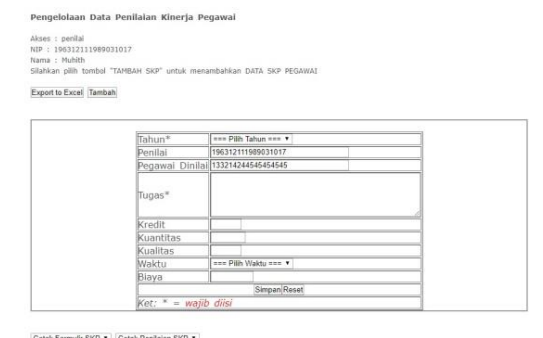 Pengelolaan Data Penilaian Kinerja Pegawai
Akses : penilai
NIP : 196312111989031017
Nama : Muhith
Silahkan pilih tombol "TAMBAH SKP" untuk menambahkan DATA SKP PEGAWAI
Export to Excel Tambah
Tahun* === Pilih Tahun ===
Penilai 196312111989031017
Pegawai Dinilai 133214244545454545
Tugas*
Kredit
Kuantitas
Kualitas
Waktu === Pilih Waktu ===
Biaya
Simpan Reset
Ket: * = wajib diisi
Cetak Formulir SKP Cetak Penilaian SKP